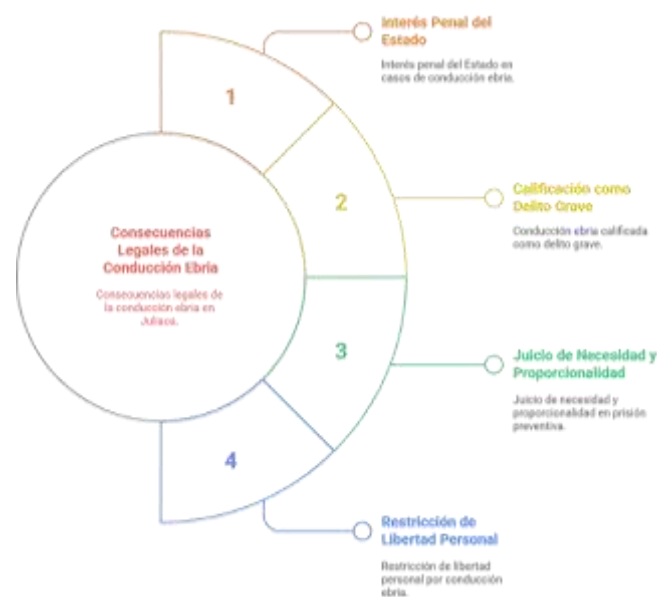 Interés Penal del
Estado
Interés penal del Estado en
casos de conducción ebria.
1
2
Calificación como
Delito Grave
Conducción ebria calificada
como delito grave.
Consecuencias
Legales de la
Conducción Ebria
Consecuencias legales de
la conducción ebria en
Juliaca.
3
Juicio de Necesidad y
Proporcionalidad
Juicio de necesidad y
proporcionalidad en prisión
preventiva.
4
Restricción de
Libertad Personal
Restricción de libertad
personal por conducción
ebria.